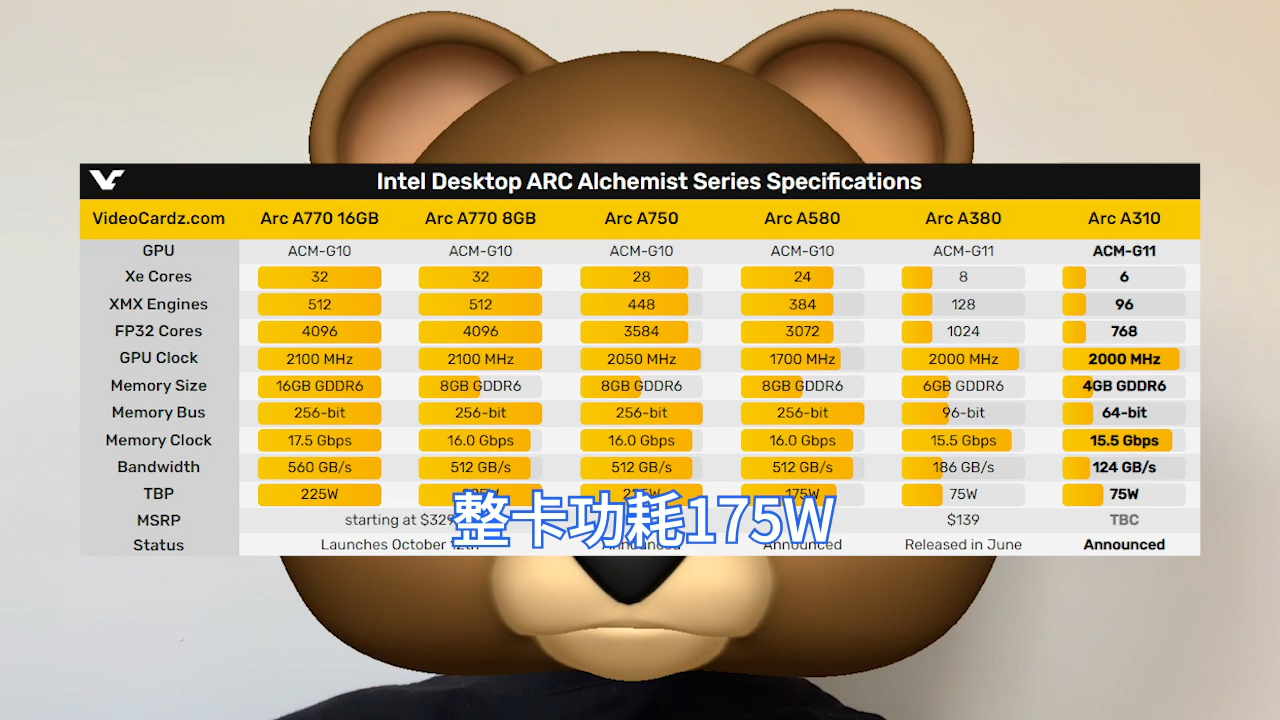 Intel Desktop ARC Alchemist Series Specifications
VideoCardz.com Arc A770 16GB Arc A770 8GB Arc A750 Arc A580 Arc A380 Arc A310
GPU ACM-G10 ACM-G10 ACM-G10 ACM-G10 ACM-G11 ACM-G11
Xe Cores 32 32 28 24 8 6
XMX Engines 512 512 448 384 128 96
FP32 Cores 4096 4096 3584 3072 1024 768
GPU Clock 2100 MHz 2100 MHz 2050 MHz 1700 MHz 2000 MHz 2000 MHz
Memory Size 16GB GDDR6 8GB GDDR6 8GB GDDR6 8GB GDDR6 6GB GDDR6 4GB GDDR6
Memory Bus 256-bit 256-bit 256-bit 256-bit 96-bit 64-bit
Memory Clock 17.5 Gbps 16.0 Gbps 16.0 Gbps 16.0 Gbps 15.5 Gbps 15.5 Gbps
Bandwidth 560 GB/s 512 GB/s 512 GB/s 512 GB/s 186 GB/s 124 GB/s
TBP 225W 175W 75W 75W
MSRP starting at $329 $139 TBC
Status Launches October 12th Announced Announced Released in June Announced
整卡功耗175W